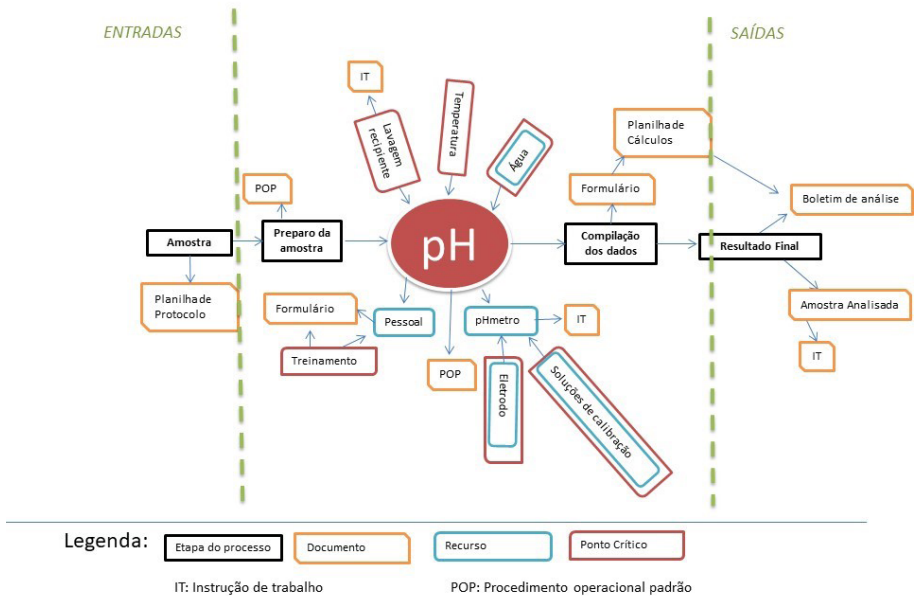 ENTRADAS
SAÍDAS
IT
Lavagem
recipiente
Temperatura
Água
Planilha de
Cálculos
POP
Formulário
Boletim de análise
Amostra
Preparo da
amostra
pH
Compilação
dos dados
Resultado Final
Planilha de
Protocolo
Formulário
Pessoal
pHmetro
IT
Amostra Analisada
Treinamento
POP
Eletrodo
Soluções de calibração
IT
Legenda:
Etapa do processo
Documento
Recurso
Ponto Crítico
IT: Instrução de trabalho
POP: Procedimento operacional padrão